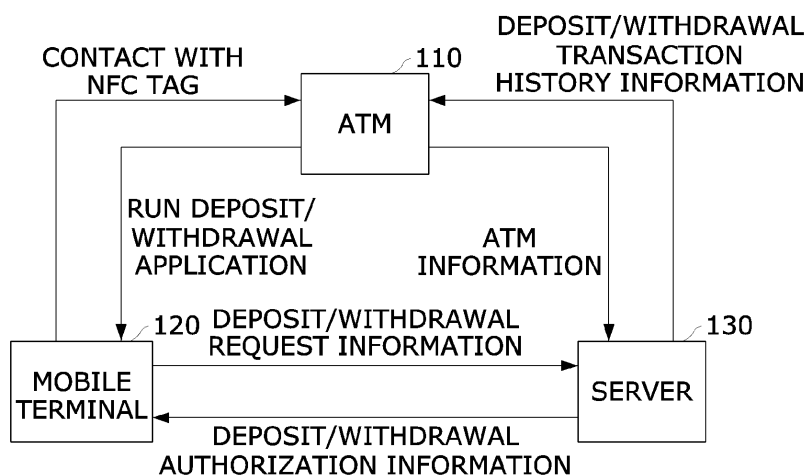 DEPOSIT/WITHDRAWAL
TRANSACTION
HISTORY INFORMATION
CONTACT WITH
NFC TAG
110
ATM
RUN DEPOSIT/
WITHDRAWAL
APPLICATION
ATM
INFORMATION
120
DEPOSIT/WITHDRAWAL
REQUEST INFORMATION
130
MOBILE
TERMINAL
SERVER
DEPOSIT/WITHDRAWAL
AUTHORIZATION INFORMATION